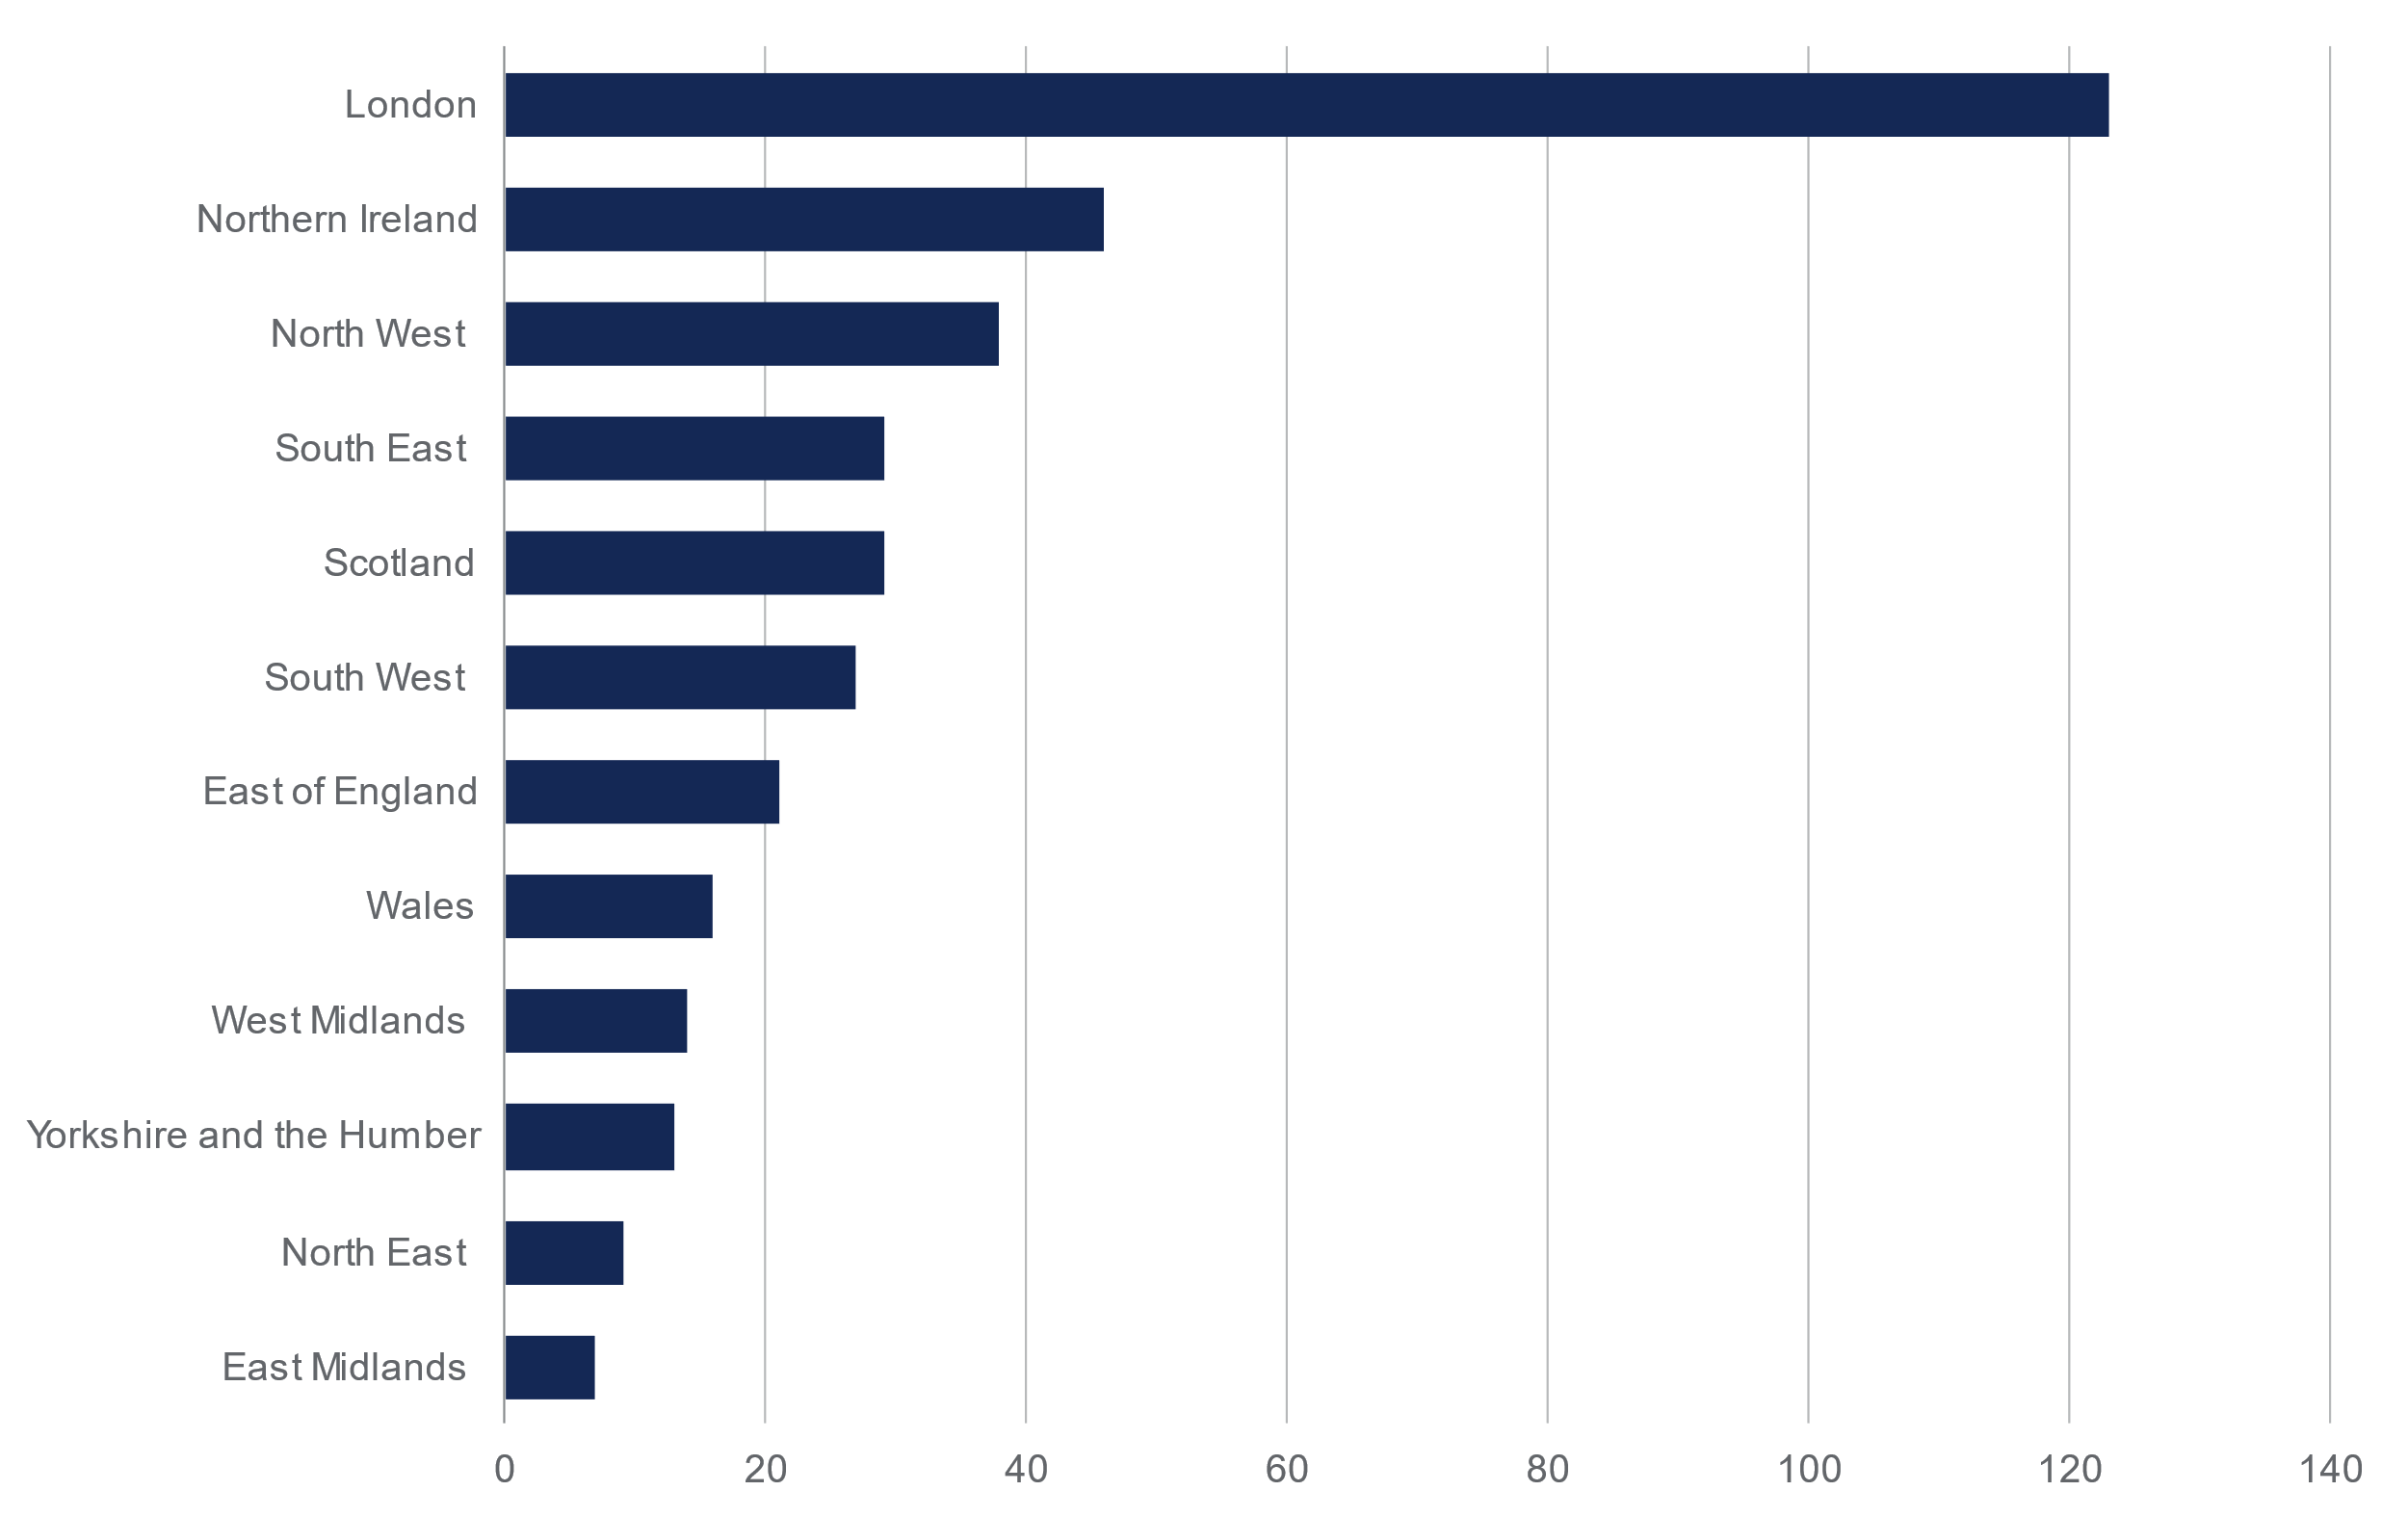 London
Northern Ireland
North West
South East
Scotland
South West
East of England
Wales
West Midlands
Yorkshire and the Humber
North East
East Midlands
0 20 40 60 80 100 120 140